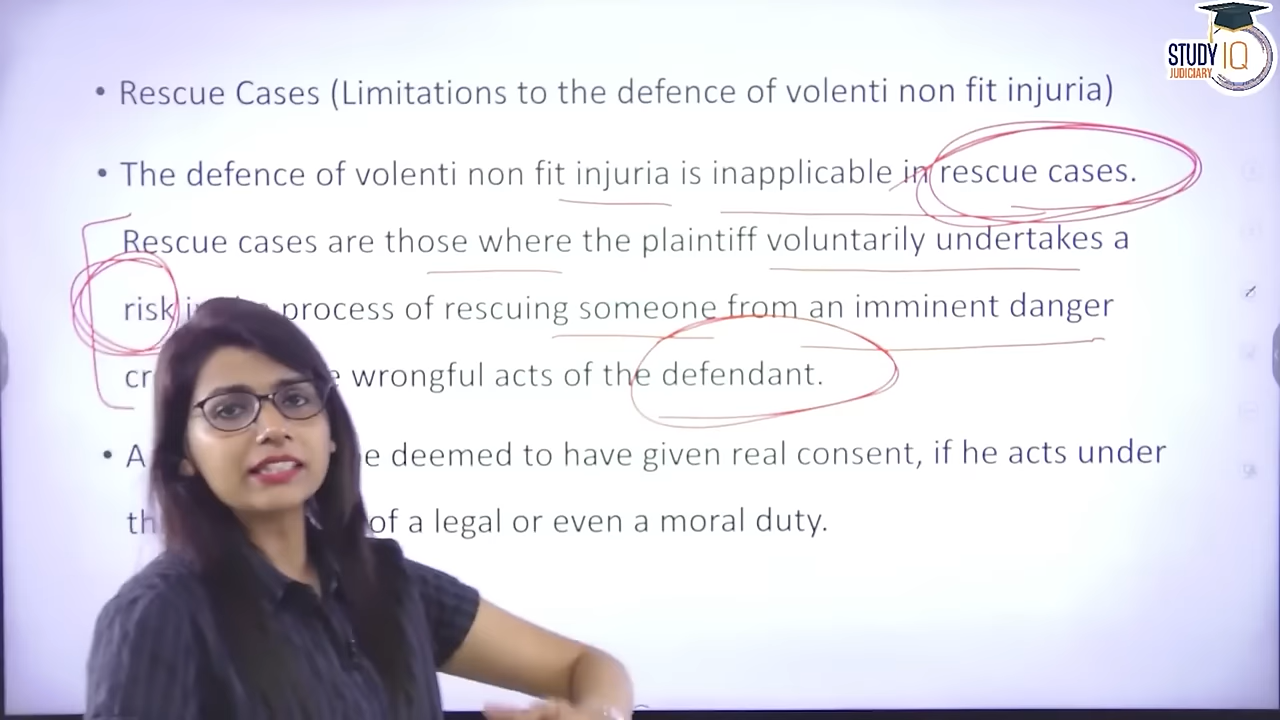 • Rescue Cases (Limitations to the defence of volenti non fit injuria)
• The defence of volenti non fit injuria is inapplicable in rescue cases.
Rescue cases are those where the plaintiff voluntarily undertakes a
risk process of rescuing someone from an imminent danger
wrongful acts of the defendant.
• A deemed to have given real consent, if he acts under
of a legal or even a moral duty.
STUDY IQ
JUDICIARY